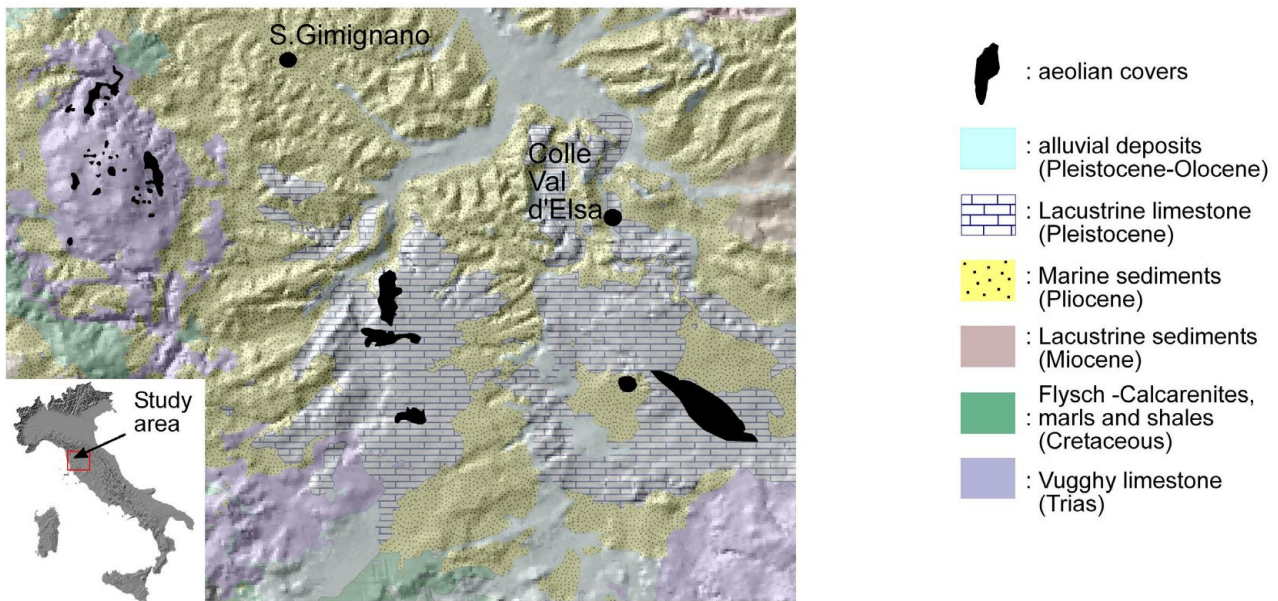 S.Gimignano
Colle
Val
d'Elsa
Study
area
: aeolian covers
: alluvial deposits
(Pleistocene-Olocene)
: Lacustrine limestone
(Pleistocene)
: Marine sediments
(Pliocene)
: Lacustrine sediments
(Miocene)
Flysch -Calcarenites,
: marls and shales
(Cretaceous)
: Vugghy limestone
(Trias)